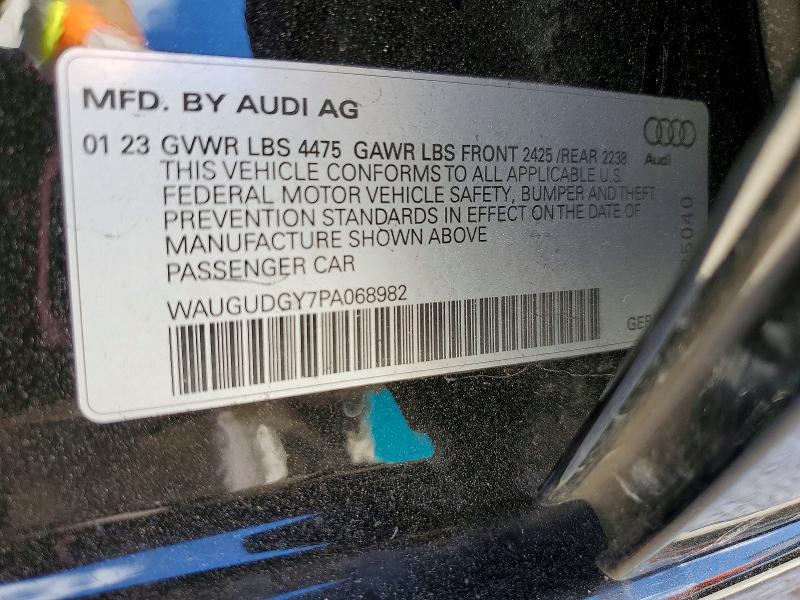 MFD. BY AUDI AG
01 23 GVWR LBS 4475 GAWR LBS FRONT 2425 /REAR 2238
Audi
THIS VEHICLE CONFORMS TO ALL APPLICABLE U.S.
FEDERAL MOTOR VEHICLE SAFETY, BUMPER AND THEFT
PREVENTION STANDARDS IN EFFECT ON THE DATE OF
MANUFACTURE SHOWN ABOVE
PASSENGER CAR
WAUGUDGY7PA068982